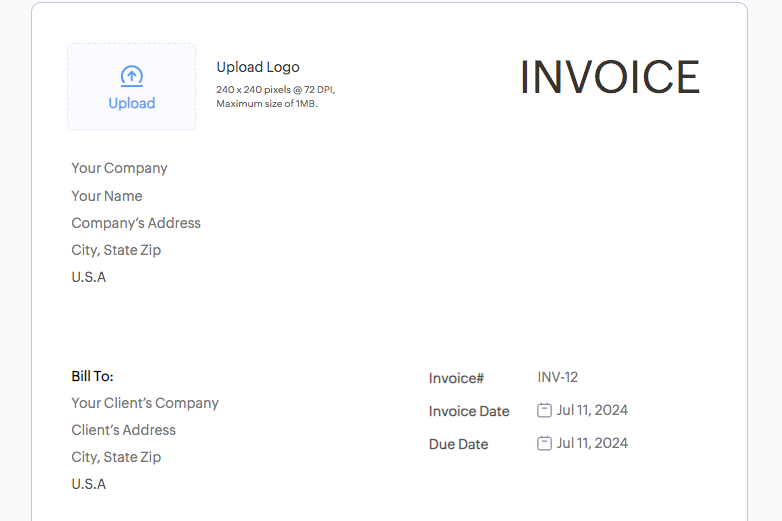 Upload
Upload Logo
240 x 240 pixels @ 72 DPI,
Maximum size of 1MB.
INVOICE
Your Company
Your Name
Company’s Address
City, State Zip
U.S.A
Bill To:
Your Client’s Company
Client’s Address
City, State Zip
U.S.A
Invoice# INV-12
Invoice Date Jul 11, 2024
Due Date Jul 11, 2024